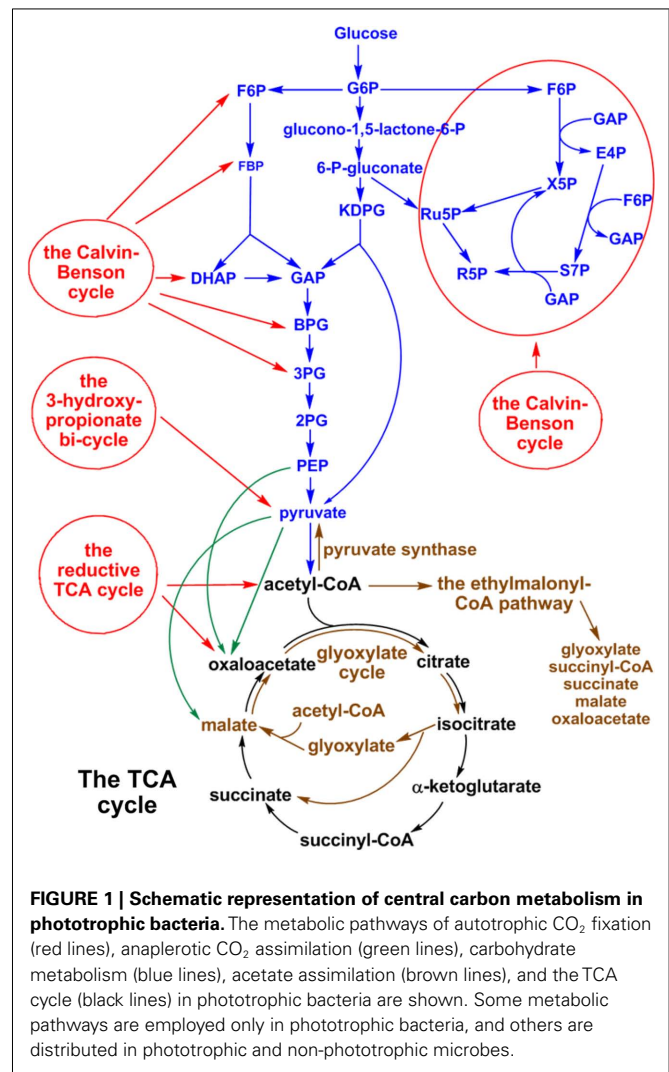 Glucose
F6P
G6P
F6P
glucono-1,5-lactone-6-P
GAP
E4P
FBP
6-P-gluconate
X5P
KDPG
Ru5P
F6P
GAP
the Calvin-
Benson
cycle
DHAP
GAP
R5P
S7P
GAP
BPG
3PG
the
3-hydroxy-
propionate
bi-cycle
2PG
the Calvin-
Benson
cycle
PEP
pyruvate
pyruvate synthase
the
reductive
TCA cycle
acetyl-CoA
the ethylmalonyl-
CoA pathway
glyoxylate
succinyl-CoA
succinate
malate
oxaloacetate
oxaloacetate
glyoxylate
cycle
citrate
acetyl-CoA
malate
glyoxylate
isocitrate
The TCA
cycle
succinate
α-ketoglutarate
succinyl-CoA
FIGURE 1 | Schematic representation of central carbon metabolism in
phototrophic bacteria. The metabolic pathways of autotrophic CO₂ fixation
(red lines), anaplerotic CO₂ assimilation (green lines), carbohydrate
metabolism (blue lines), acetate assimilation (brown lines), and the TCA
cycle (black lines) in phototrophic bacteria are shown. Some metabolic
pathways are employed only in phototrophic bacteria, and others are
distributed in phototrophic and non-phototrophic microbes.